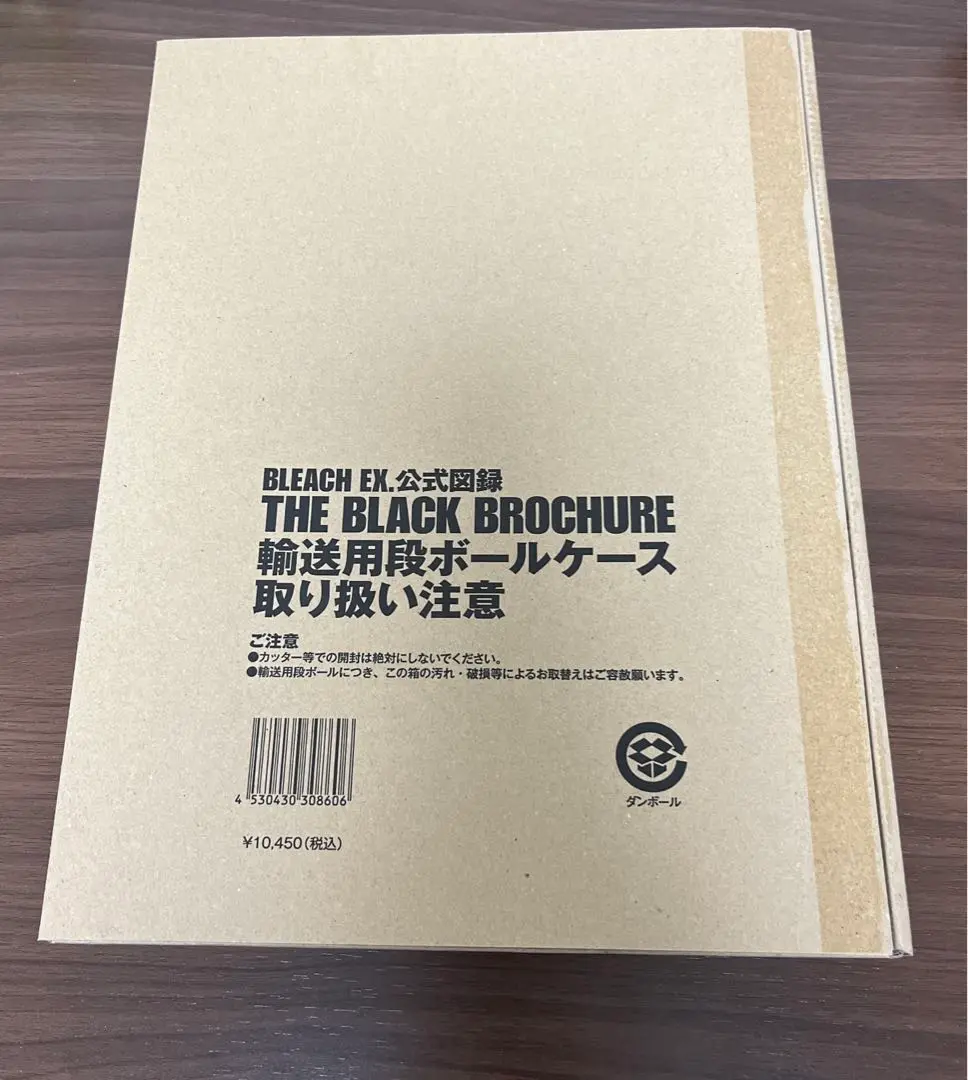 BLEACH EX.公式図録
THE BLACK BROCHURE
輸送用段ボールケース
取り扱い注意
ご注意
●カッター等での開封は絶対にしないでください。
●輸送用段ボールにつき、この箱の汚れ・破損等によるお取替えはご容赦願います。
4 530430 308606
ダンボール
¥10,450(税込)